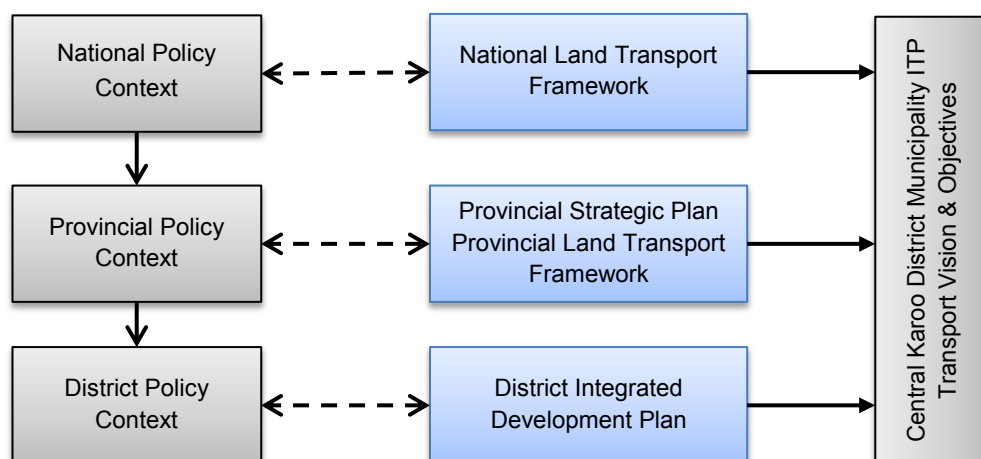 National Policy
Context
National Land Transport
Framework
Provincial Policy
Context
Provincial Strategic Plan
Provincial Land Transport
Framework
District Policy
Context
District Integrated
Development Plan
Central Karoo District Municipality ITP
Transport Vision & Objectives